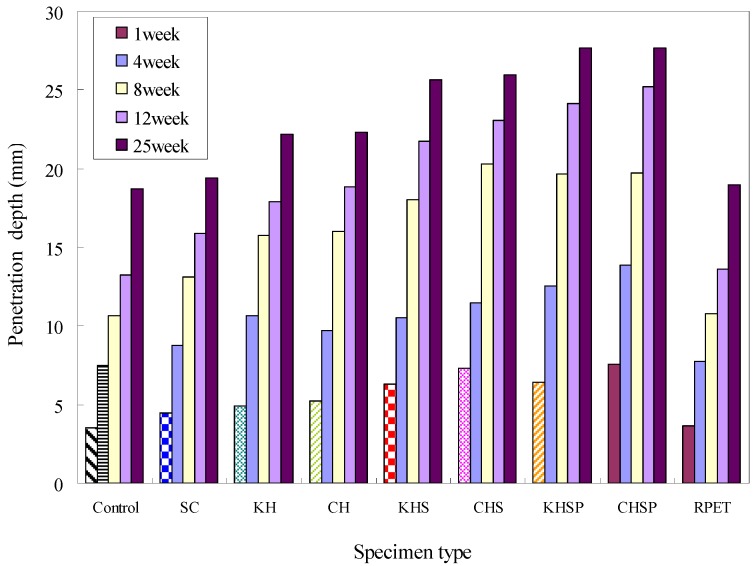 30
25
20
15
10
5
0
Penetration depth (mm)
1week
4week
8week
12week
25week
Control SC KH CH KHS CHS KHSP CHSP RPET
Specimen type